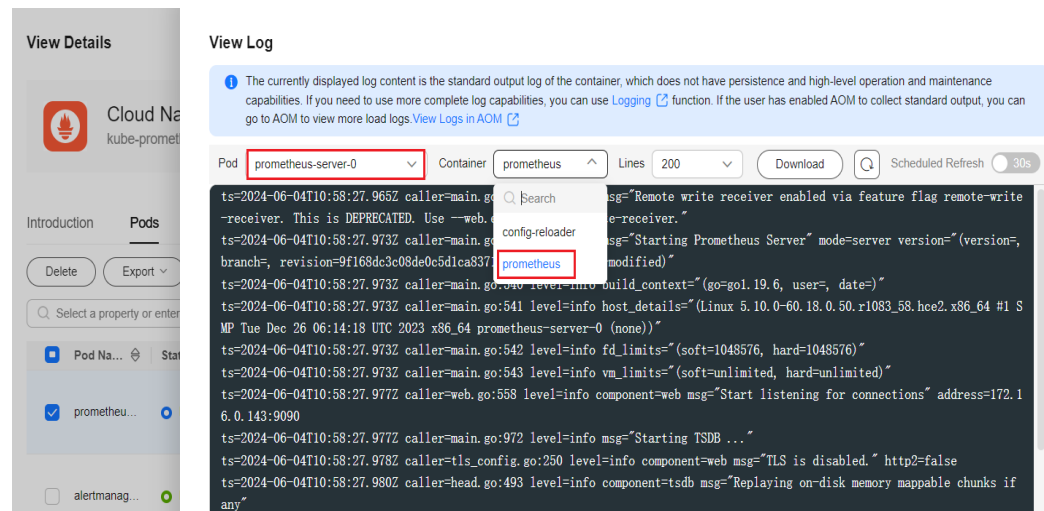 View Details
Cloud Na
kube-promet
Introduction Pods
Delete Export
Select a property or enter
Pod Na... Stat
prometheu...
alertmanag...
View Log
The currently displayed log content is the standard output log of the container, which does not have persistence and high-level operation and maintenance
capabilities. If you need to use more complete log capabilities, you can use Logging function. If the user has enabled AOM to collect standard output, you can
go to AOM to view more load logs.View Logs in AOM
Pod prometheus-server-0 Container prometheus Lines 200 Download Scheduled Refresh 30s
Search
config-reloader
prometheus
ts=2024-06-04T10:58:27.965Z caller=main.go msg="Remote write receiver enabled via feature flag remote-write
-receiver. This is DEPRECATED. Use --web. e-receiver."
ts=2024-06-04T10:58:27.973Z caller=main.go msg="Starting Prometheus Server" mode=server version="(version=,
branch=, revision=9f168dc3c08de0c5d1ca837 modified)"
ts=2024-06-04T10:58:27.973Z caller=main.go:540 level=info build_context="(go=go1.19.6, user=, date=)"
ts=2024-06-04T10:58:27.973Z caller=main.go:541 level=info host_details="(Linux 5.10.0-60.18.0.50.r1083_58.hce2.x86_64 #1 S
MP Tue Dec 26 06:14:18 UTC 2023 x86_64 prometheus-server-0 (none))"
ts=2024-06-04T10:58:27.973Z caller=main.go:542 level=info fd_limits="(soft=1048576, hard=1048576)"
ts=2024-06-04T10:58:27.973Z caller=main.go:543 level=info vm_limits="(soft=unlimited, hard=unlimited)"
ts=2024-06-04T10:58:27.977Z caller=web.go:558 level=info component=web msg="Start listening for connections" address=172.1
6.0.143:9090
ts=2024-06-04T10:58:27.977Z caller=main.go:972 level=info msg="Starting TSDB ..."
ts=2024-06-04T10:58:27.978Z caller=tls_config.go:250 level=info component=web msg="TLS is disabled." http2=false
ts=2024-06-04T10:58:27.980Z caller=head.go:493 level=info component=tsdb msg="Replaying on-disk memory mappable chunks if
any"